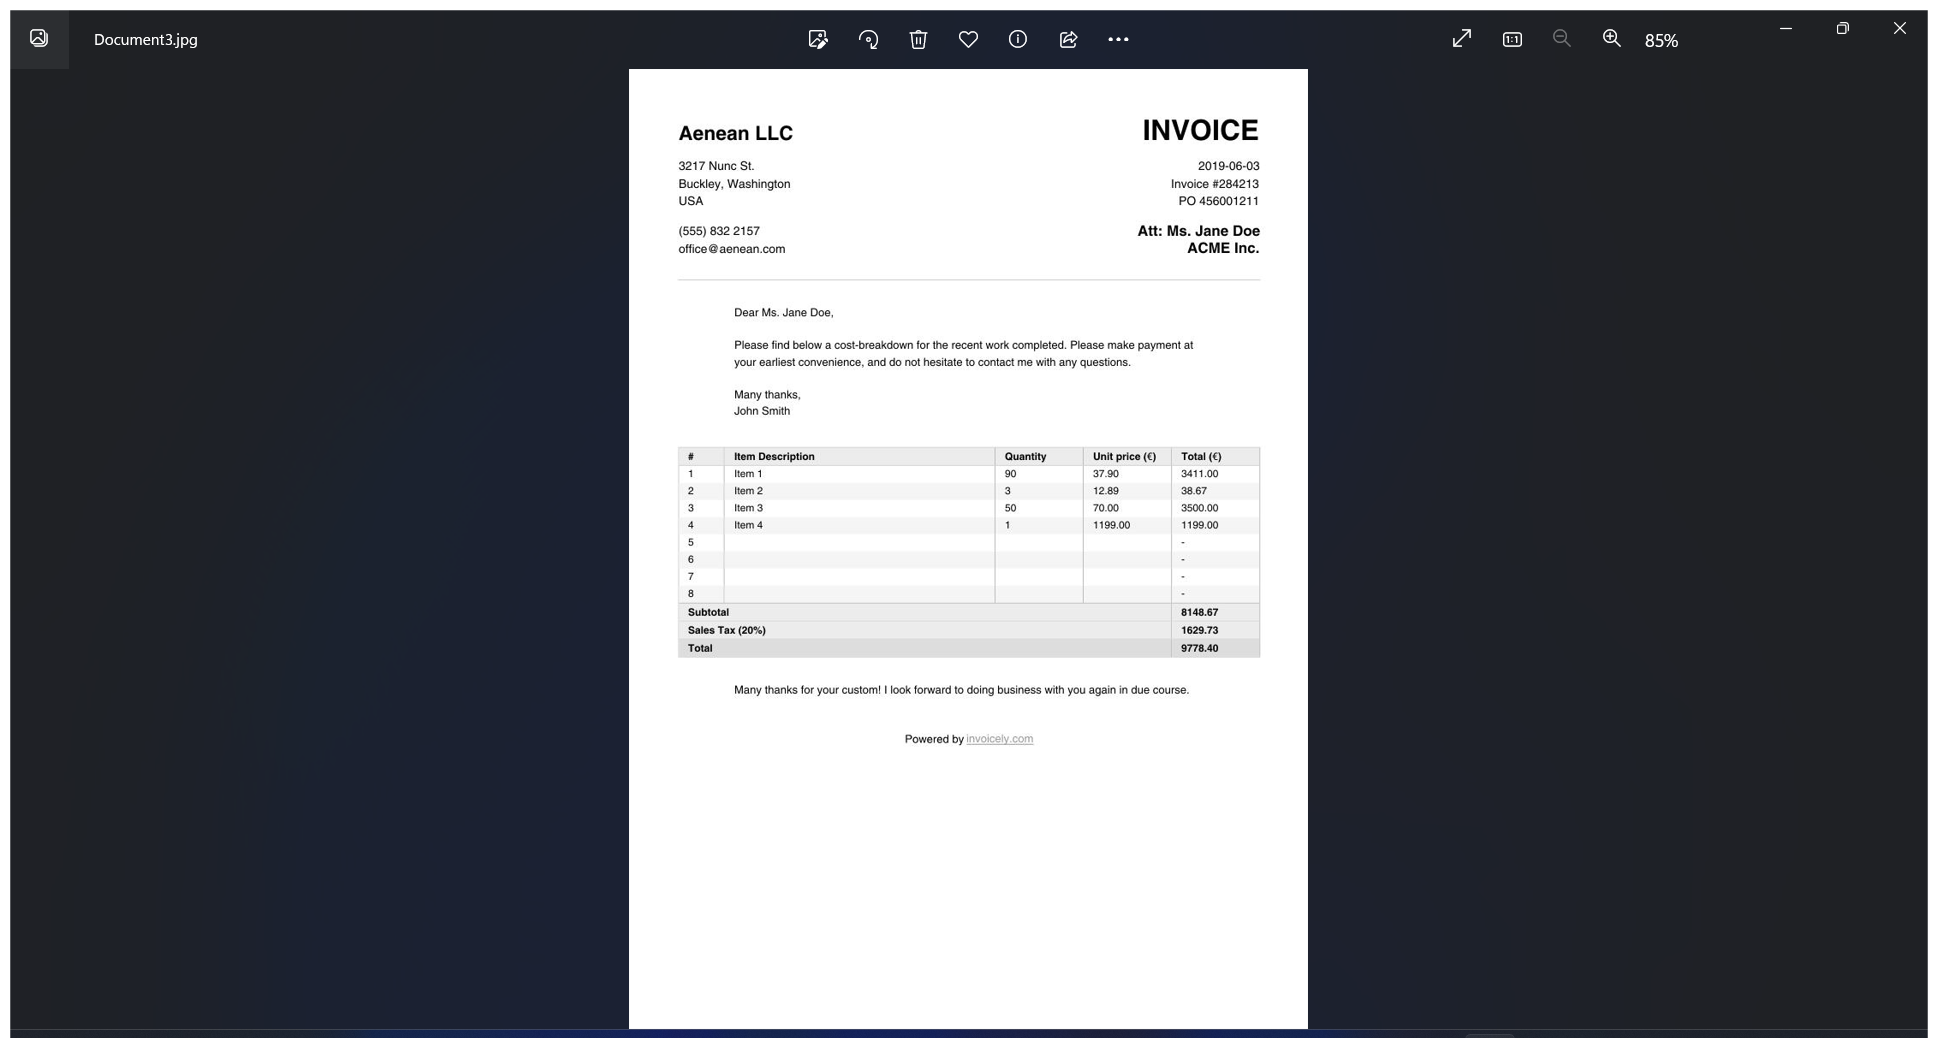 Document3.jpg
85%
Aenean LLC
INVOICE
3217 Nunc St.
2019-06-03
Buckley, Washington
Invoice #284213
USA
PO 456001211
(555) 832 2157
Att: Ms. Jane Doe
office@aenean.com
ACME Inc.
Dear Ms. Jane Doe,
Please find below a cost-breakdown for the recent work completed. Please make payment at
your earliest convenience, and do not hesitate to contact me with any questions.
Many thanks,
John Smith
# Item Description Quantity Unit price (€) Total (€)
1 Item 1 90 37.90 3411.00
2 Item 2 3 12.89 38.67
3 Item 3 50 70.00 3500.00
4 Item 4 1 1199.00 1199.00
5 -
6 -
7 -
8 -
Subtotal 8148.67
Sales Tax (20%) 1629.73
Total 9778.40
Many thanks for your custom! I look forward to doing business with you again in due course.
Powered by invoicely.com